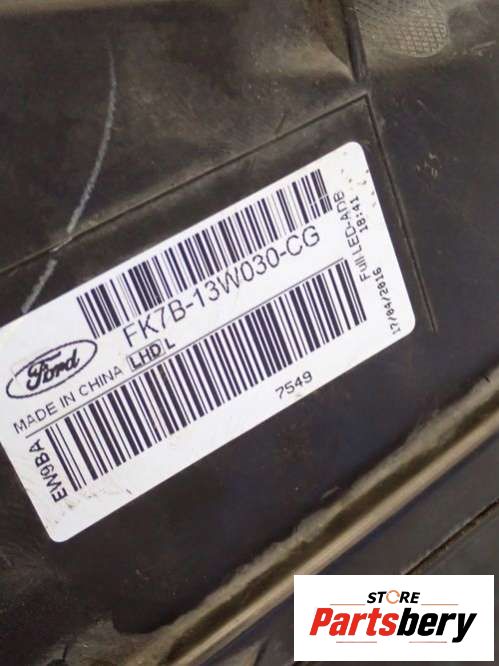 FK7B-13W030-CG
Ford
MADE IN CHINA LHD L
EW9BA
7549
Full LED-ADB
17/04/2016 18:41
STORE
Partsbery